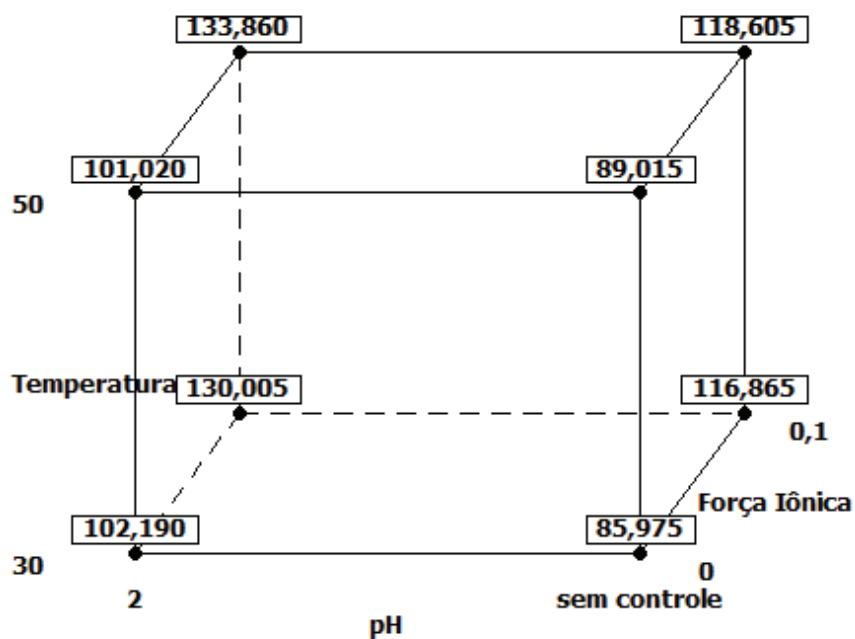 133,860 118,605
101,020 89,015
50
Temperatura 130,005 116,865
0,1
Força Iônica
102,190 85,975
30 0
2 sem controle
pH